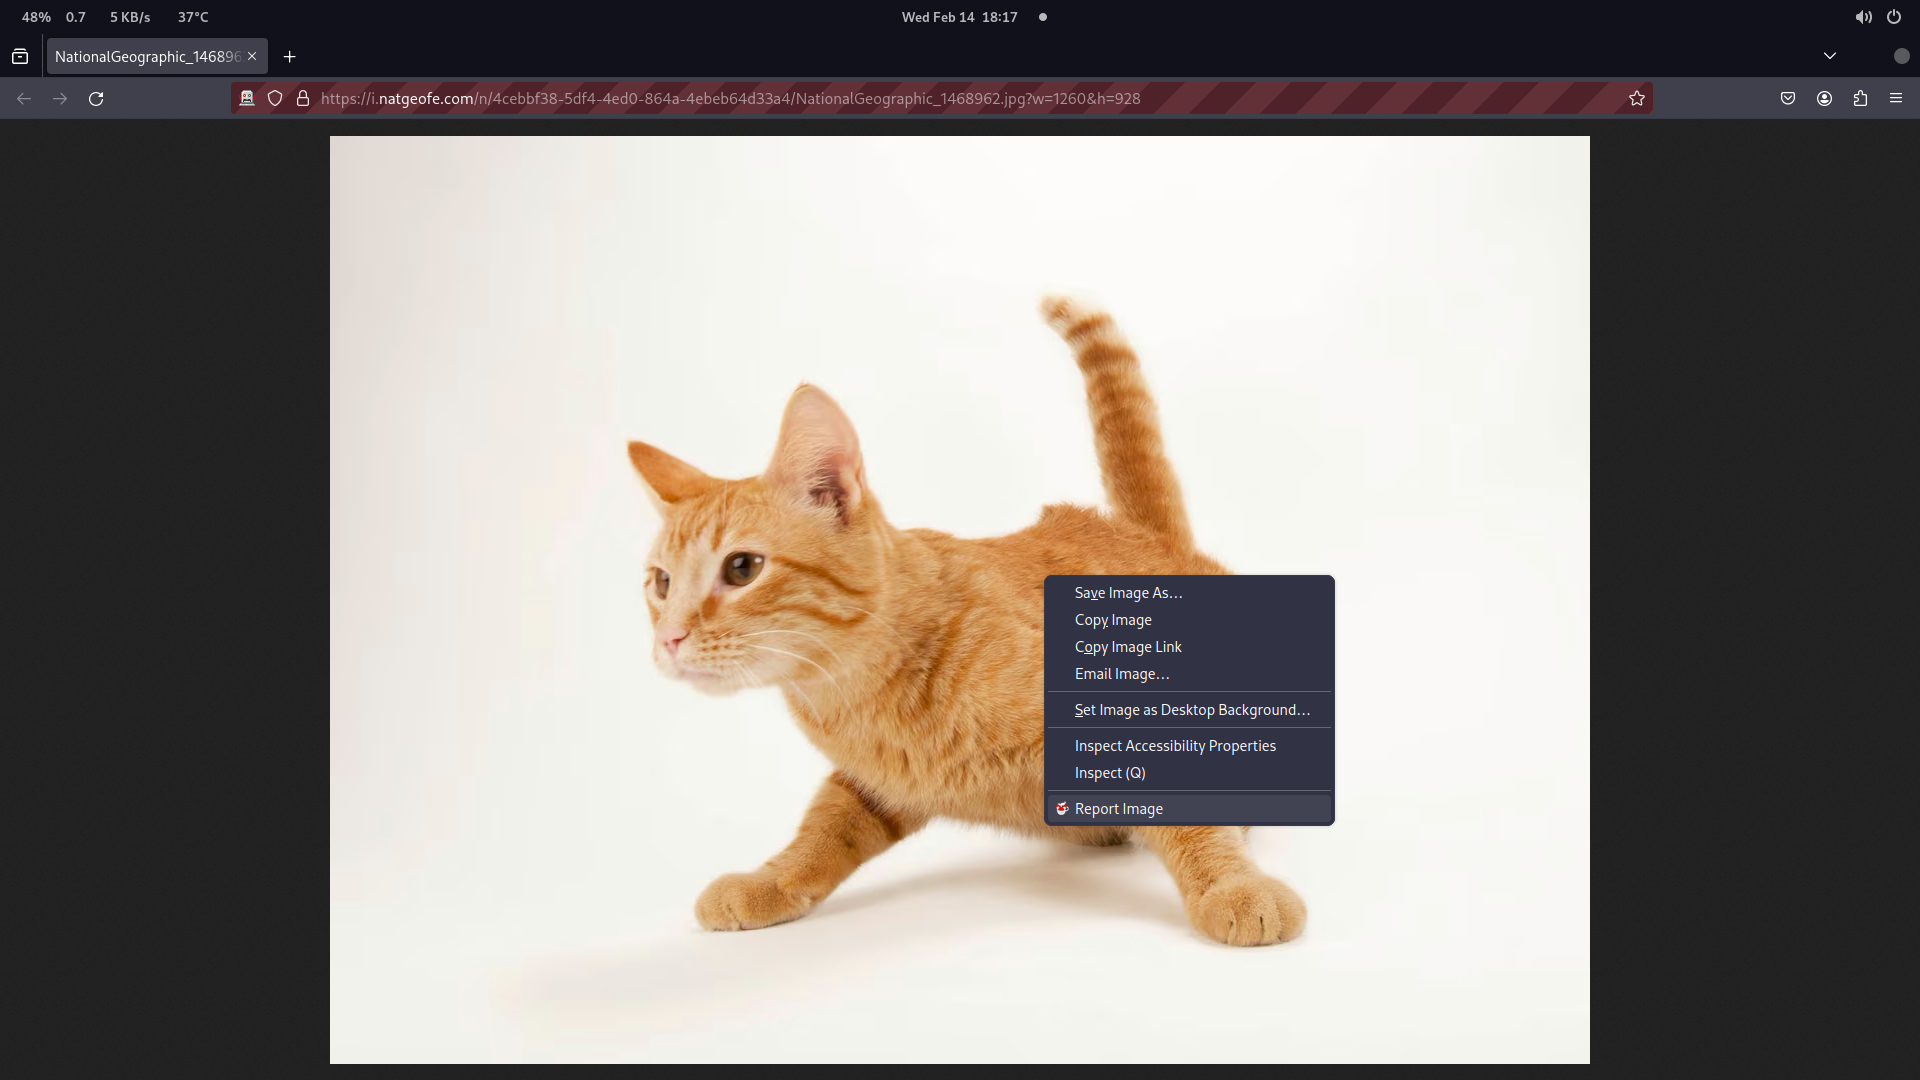 48% 0.7 5 KB/s 37°C Wed Feb 14 18:17
NationalGeographic_146896
https://i.natgeofe.com/n/4cebbf38-5df4-4ed0-864a-4ebeb64d33a4/NationalGeographic_1468962.jpg?w=1260&h=928
Save Image As...
Copy Image
Copy Image Link
Email Image...
Set Image as Desktop Background...
Inspect Accessibility Properties
Inspect (Q)
Report Image